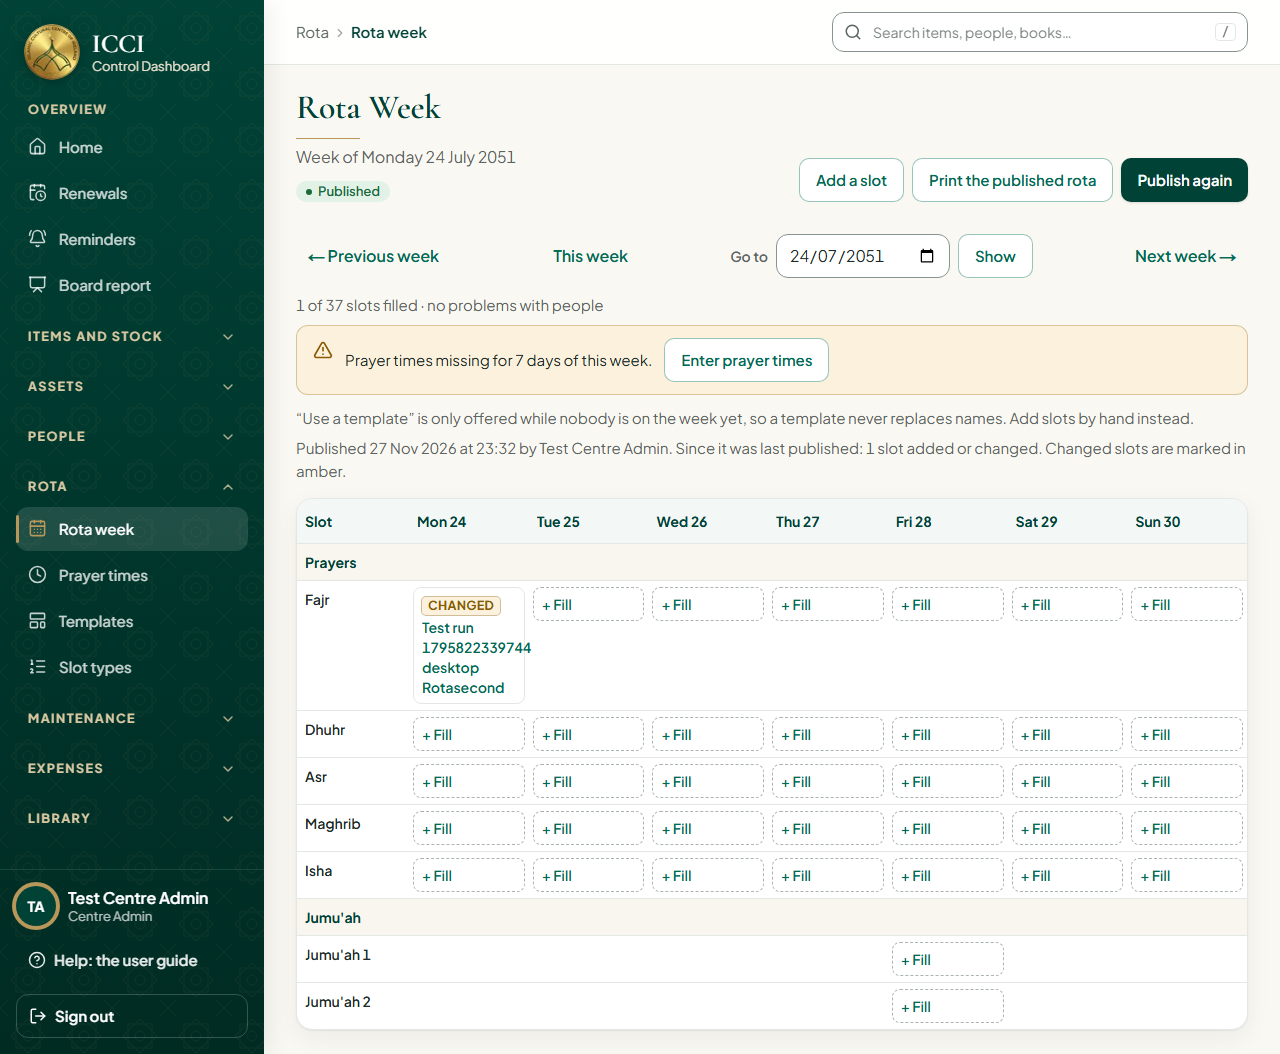 ICCI
Control Dashboard
OVERVIEW
Home
Renewals
Reminders
Board report
ITEMS AND STOCK
ASSETS
PEOPLE
ROTA
Rota week
Prayer times
Templates
Slot types
MAINTENANCE
EXPENSES
LIBRARY
TA
Test Centre Admin
Centre Admin
Help: the user guide
Sign out
Rota › Rota week
Search items, people, books… /
Rota Week
Week of Monday 24 July 2051
Published
Add a slot
Print the published rota
Publish again
← Previous week
This week
Go to 24/07/2051 Show
Next week →
1 of 37 slots filled · no problems with people
Prayer times missing for 7 days of this week. Enter prayer times
“Use a template” is only offered while nobody is on the week yet, so a template never replaces names. Add slots by hand instead.
Published 27 Nov 2026 at 23:32 by Test Centre Admin. Since it was last published: 1 slot added or changed. Changed slots are marked in
amber.
Slot Mon 24 Tue 25 Wed 26 Thu 27 Fri 28 Sat 29 Sun 30
Prayers
Fajr CHANGED + Fill + Fill + Fill + Fill + Fill + Fill
Test run
1795822339744
desktop
Rotasecond
Dhuhr + Fill + Fill + Fill + Fill + Fill + Fill + Fill
Asr + Fill + Fill + Fill + Fill + Fill + Fill + Fill
Maghrib + Fill + Fill + Fill + Fill + Fill + Fill + Fill
Isha + Fill + Fill + Fill + Fill + Fill + Fill + Fill
Jumu'ah
Jumu'ah 1 + Fill
Jumu'ah 2 + Fill